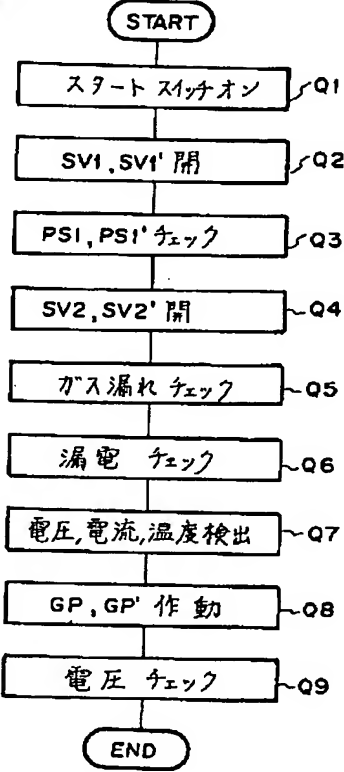 START
スタート スイッチオン Q1
SV1, SV1' 開 Q2
PS1, PS1' チェック Q3
SV2, SV2' 開 Q4
ガス漏れ チェック Q5
漏電 チェック Q6
電圧,電流,温度検出 Q7
GP, GP' 作動 Q8
電圧 チェック Q9
END